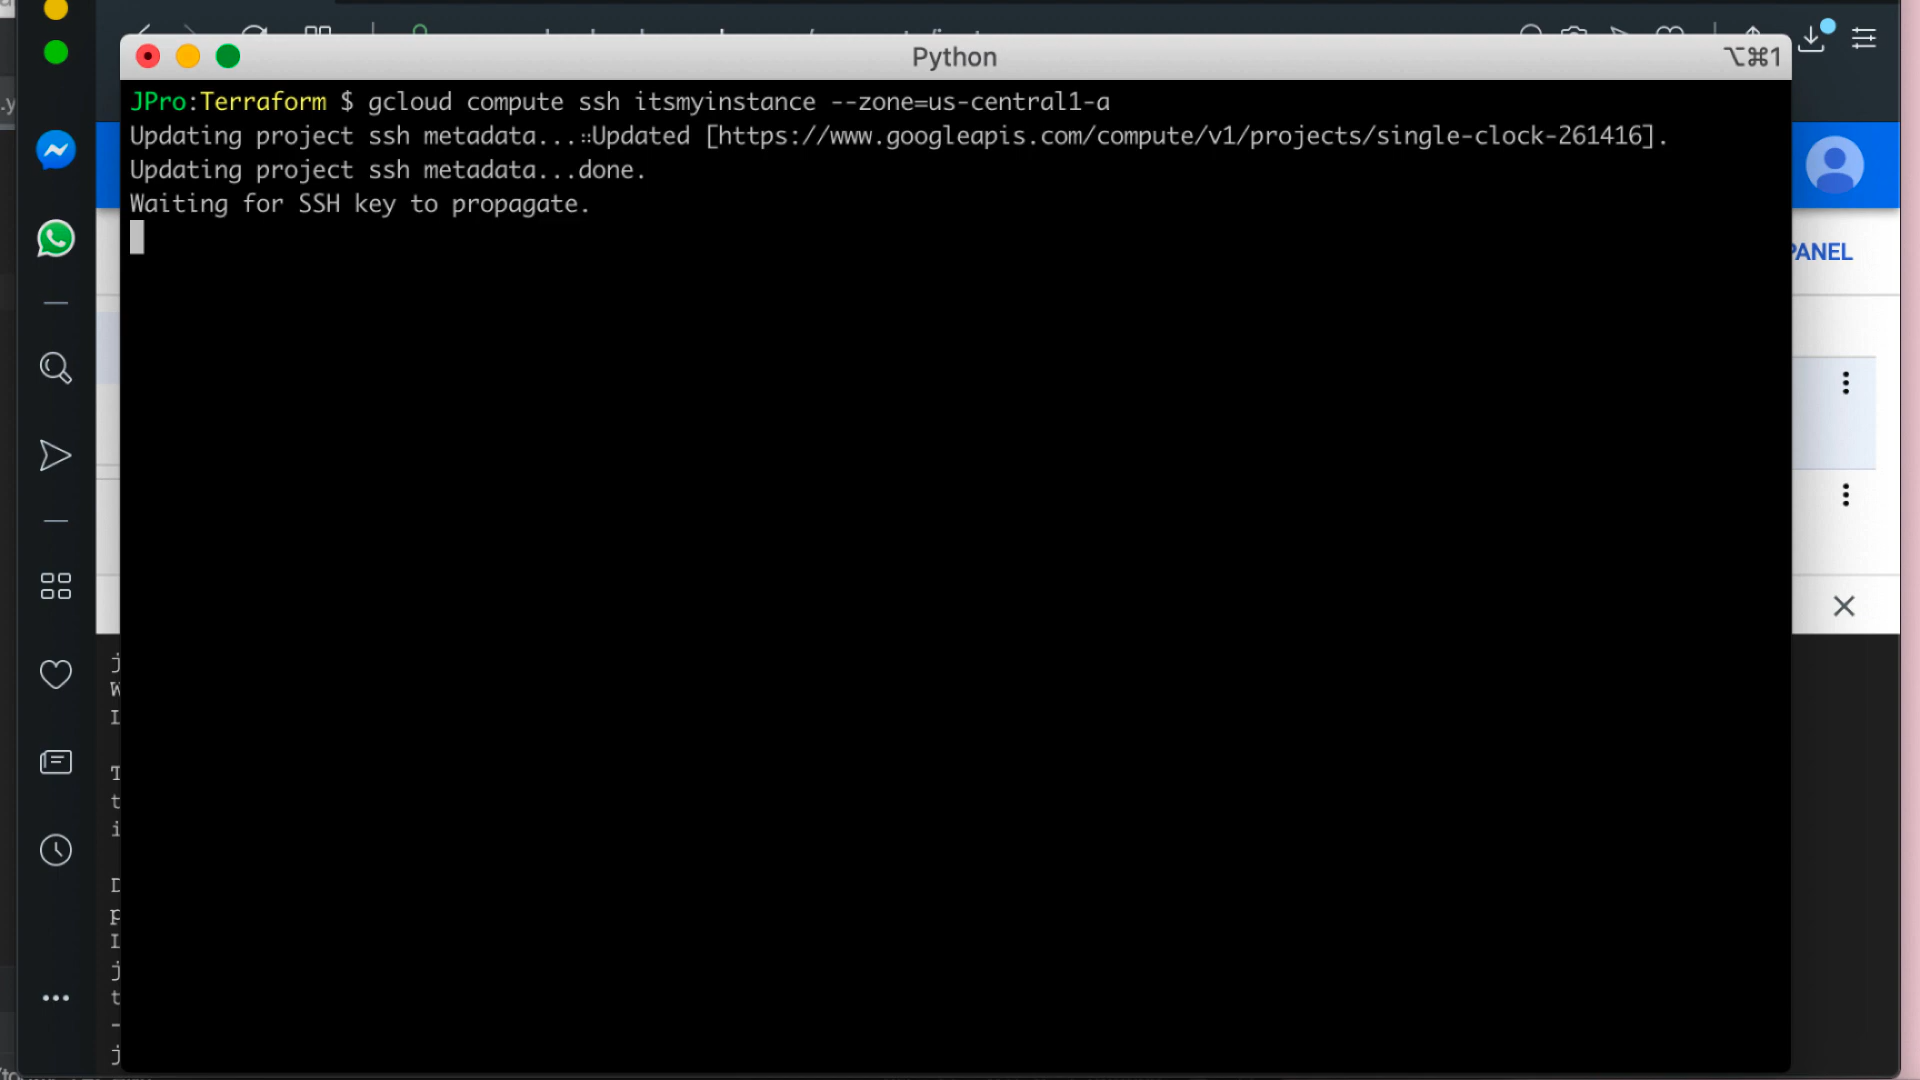 Python
⌥⌘1
JPro:Terraform $ gcloud compute ssh itsmyinstance --zone=us-central1-a
Updating project ssh metadata...⠶Updated [https://www.googleapis.com/compute/v1/projects/single-clock-261416].
Updating project ssh metadata...done.
Waiting for SSH key to propagate.
PANEL